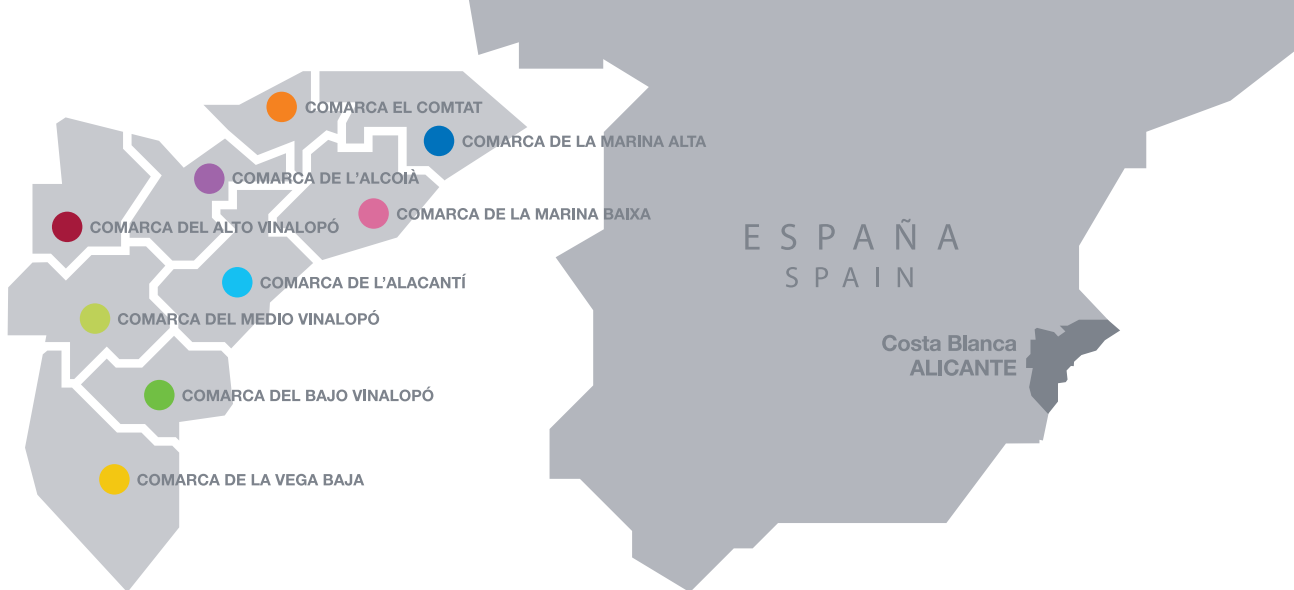 COMARCA EL COMTAT
COMARCA DE LA MARINA ALTA
COMARCA DE L'ALCOIÀ
COMARCA DE LA MARINA BAIXA
COMARCA DEL ALTO VINALOPÓ
COMARCA DE L'ALACANTÍ
COMARCA DEL MEDIO VINALOPÓ
COMARCA DEL BAJO VINALOPÓ
COMARCA DE LA VEGA BAJA
ESPAÑA
SPAIN
Costa Blanca
ALICANTE